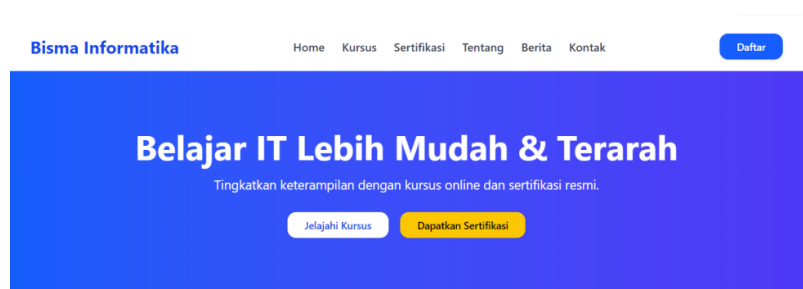 Bisma Informatika Home Kursus Sertifikasi Tentang Berita Kontak Daftar
Belajar IT Lebih Mudah & Terarah
Tingkatkan keterampilan dengan kursus online dan sertifikasi resmi.
Jelajahi Kursus Dapatkan Sertifikasi